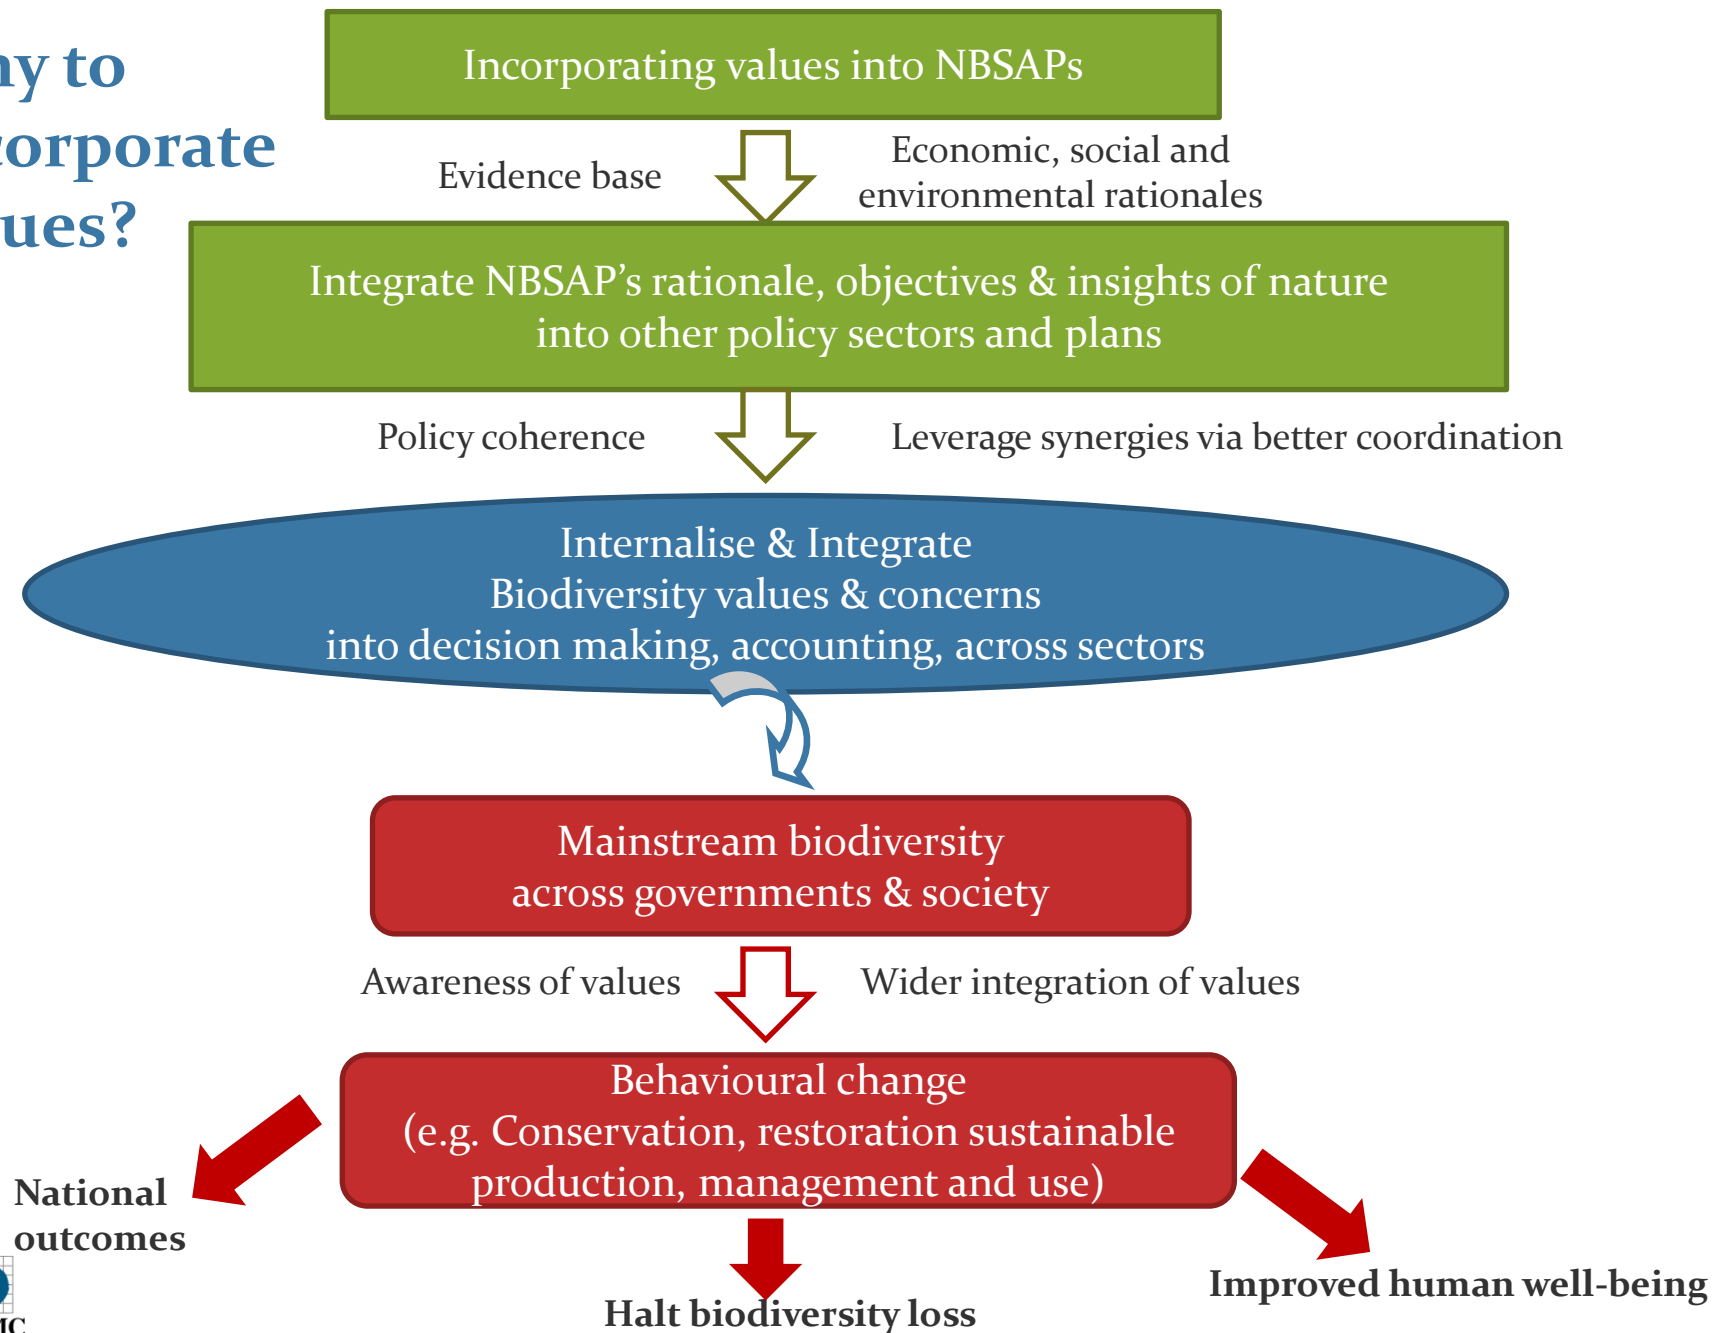 to
Incorporating values into NBSAPs
Evidence base
Economic, social and
environmental rationales
Integrate NBSAP’s rationale, objectives & insights of nature
into other policy sectors and plans
Policy coherence
Leverage synergies via better coordination
Internalise & Integrate
Biodiversity values & concerns
into decision making, accounting, across sectors
Mainstream biodiversity
across governments & society
Awareness of values
Wider integration of values
Behavioural change
(e.g. Conservation, restoration sustainable
production, management and use)
National
outcomes
Halt biodiversity loss
Improved human well-being